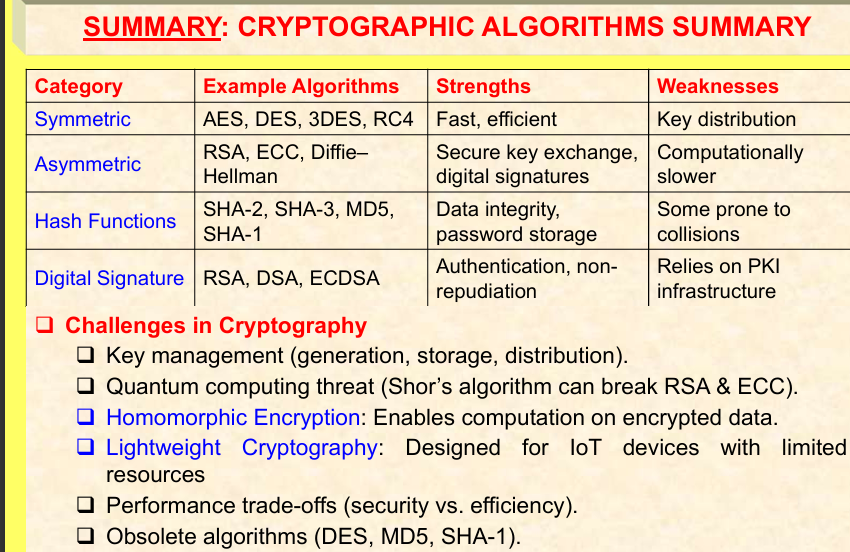 SUMMARY: CRYPTOGRAPHIC ALGORITHMS SUMMARY
Category Example Algorithms Strengths Weaknesses
Symmetric AES, DES, 3DES, RC4 Fast, efficient Key distribution
Asymmetric RSA, ECC, Diffie–
Hellman Secure key exchange,
digital signatures Computationally
slower
Hash Functions SHA-2, SHA-3, MD5,
SHA-1 Data integrity,
password storage Some prone to
collisions
Digital Signature RSA, DSA, ECDSA Authentication, non-
repudiation Relies on PKI
infrastructure
❑ Challenges in Cryptography
❑ Key management (generation, storage, distribution).
❑ Quantum computing threat (Shor’s algorithm can break RSA & ECC).
❑ Homomorphic Encryption: Enables computation on encrypted data.
❑ Lightweight Cryptography: Designed for IoT devices with limited
resources
❑ Performance trade-offs (security vs. efficiency).
❑ Obsolete algorithms (DES, MD5, SHA-1).